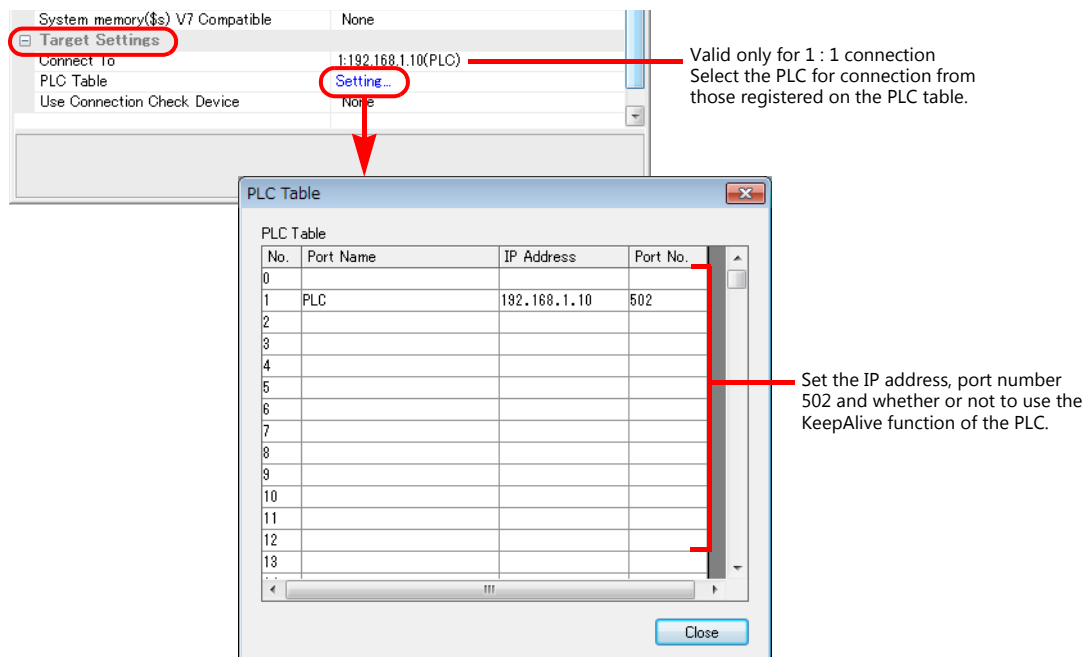 System memory($s) V7 Compatible None
Target Settings
Connect To 1:192.168.1.10(PLC)
PLC Table Setting...
Use Connection Check Device None
Valid only for 1 : 1 connection
Select the PLC for connection from
those registered on the PLC table.
PLC Table
PLC Table
No. Port Name IP Address Port No.
0
1 PLC 192.168.1.10 502
2
3
4
5
6
7
8
9
10
11
12
13
Set the IP address, port number
502 and whether or not to use the
KeepAlive function of the PLC.
Close